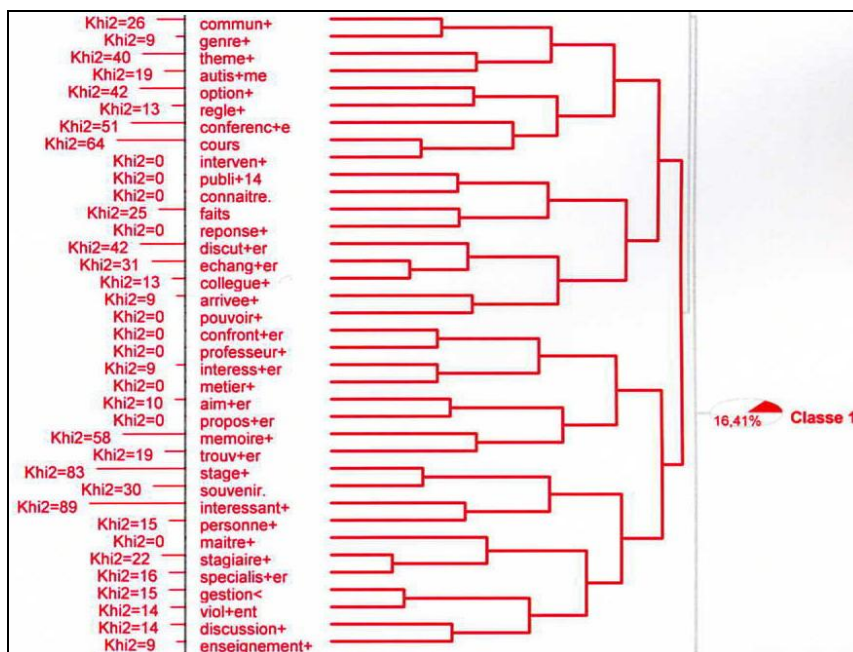 Khi2=26 commun+
Khi2=9 genre+
Khi2=40 theme+
Khi2=19 autis+me
Khi2=42 option+
Khi2=13 regle+
Khi2=51 conferenc+e
Khi2=64 cours
Khi2=0 interven+
Khi2=0 publi+14
Khi2=0 connaitre.
Khi2=25 faits
Khi2=0 reponse+
Khi2=42 discut+er
Khi2=31 echang+er
Khi2=13 collegue+
Khi2=9 arrivee+
Khi2=0 pouvoir+
Khi2=0 confront+er
Khi2=0 professeur+
Khi2=9 interess+er
Khi2=0 metier+
Khi2=10 aim+er
Khi2=0 propos+er
Khi2=58 memoire+
Khi2=19 trouv+er
Khi2=83 stage+
Khi2=30 souvenir.
Khi2=89 interessant+
Khi2=15 personne+
Khi2=0 maitre+
Khi2=22 stagiaire+
Khi2=16 specialis+er
Khi2=15 gestion<
Khi2=14 viol+ent
Khi2=14 discussion+
Khi2=9 enseignement+
16,41% Classe 1